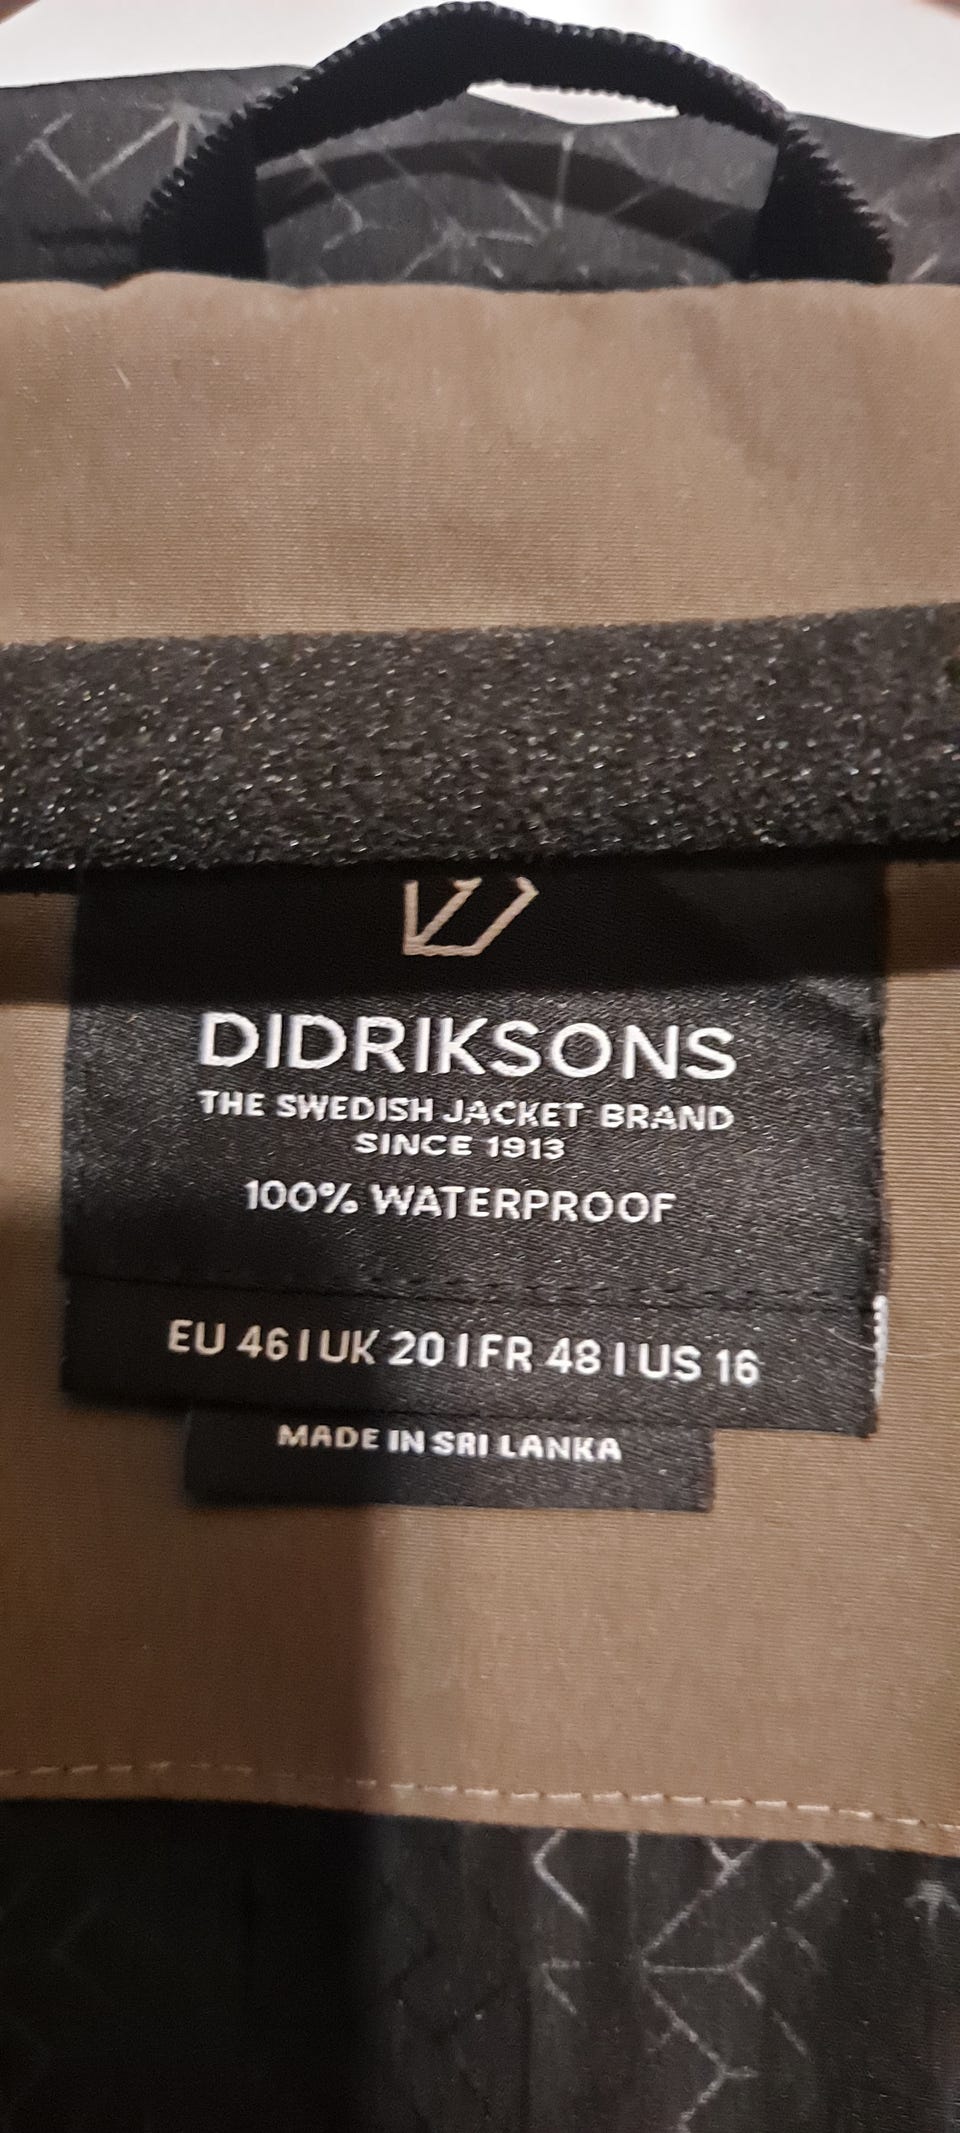 DIDRIKSONS
THE SWEDISH JACKET BRAND
SINCE 1913
100% WATERPROOF
EU 46 | UK 20 | FR 48 | US 16
MADE IN SRI LANKA